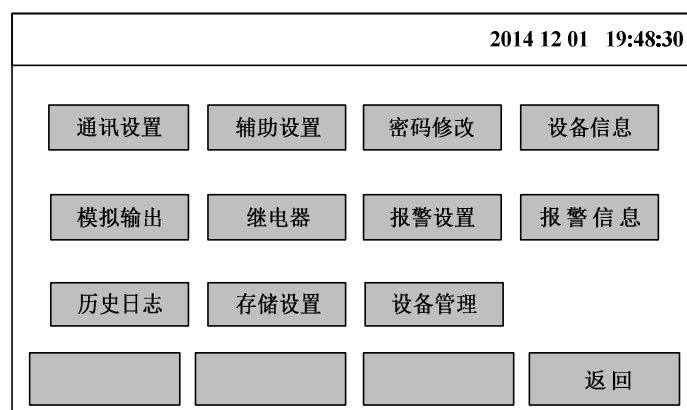 2014 12 01 19:48:30
通讯设置 辅助设置 密码修改 设备信息
模拟输出 继电器 报警设置 报警信息
历史日志 存储设置 设备管理
返回